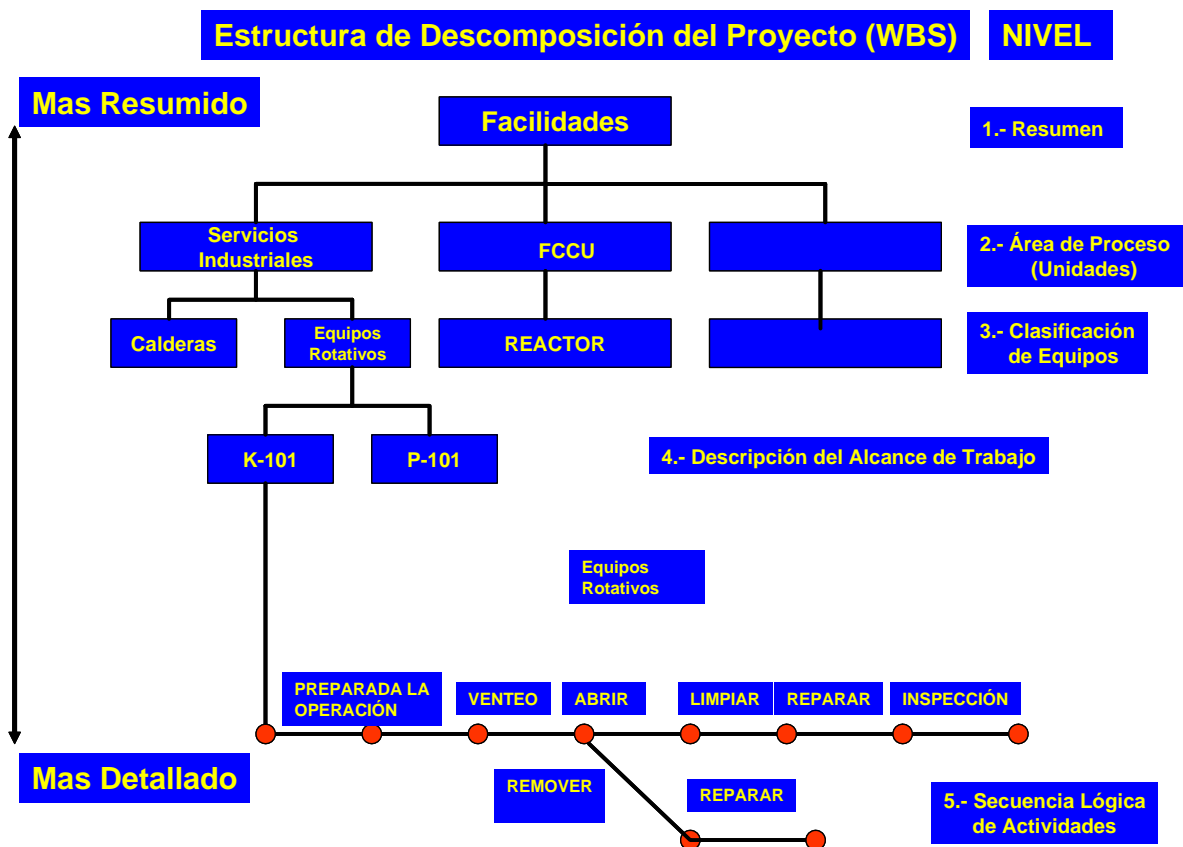 Estructura de Descomposición del Proyecto (WBS)
NIVEL
Mas Resumido
Facilidades
1.- Resumen
Servicios
Industriales
FCCU
2.- Área de Proceso
(Unidades)
Calderas
Equipos
Rotativos
REACTOR
3.- Clasificación
de Equipos
K-101
P-101
4.- Descripción del Alcance de Trabajo
Equipos
Rotativos
PREPARADA LA
OPERACIÓN
VENTEO
ABRIR
LIMPIAR
REPARAR
INSPECCIÓN
Mas Detallado
REMOVER
REPARAR
5.- Secuencia Lógica
de Actividades